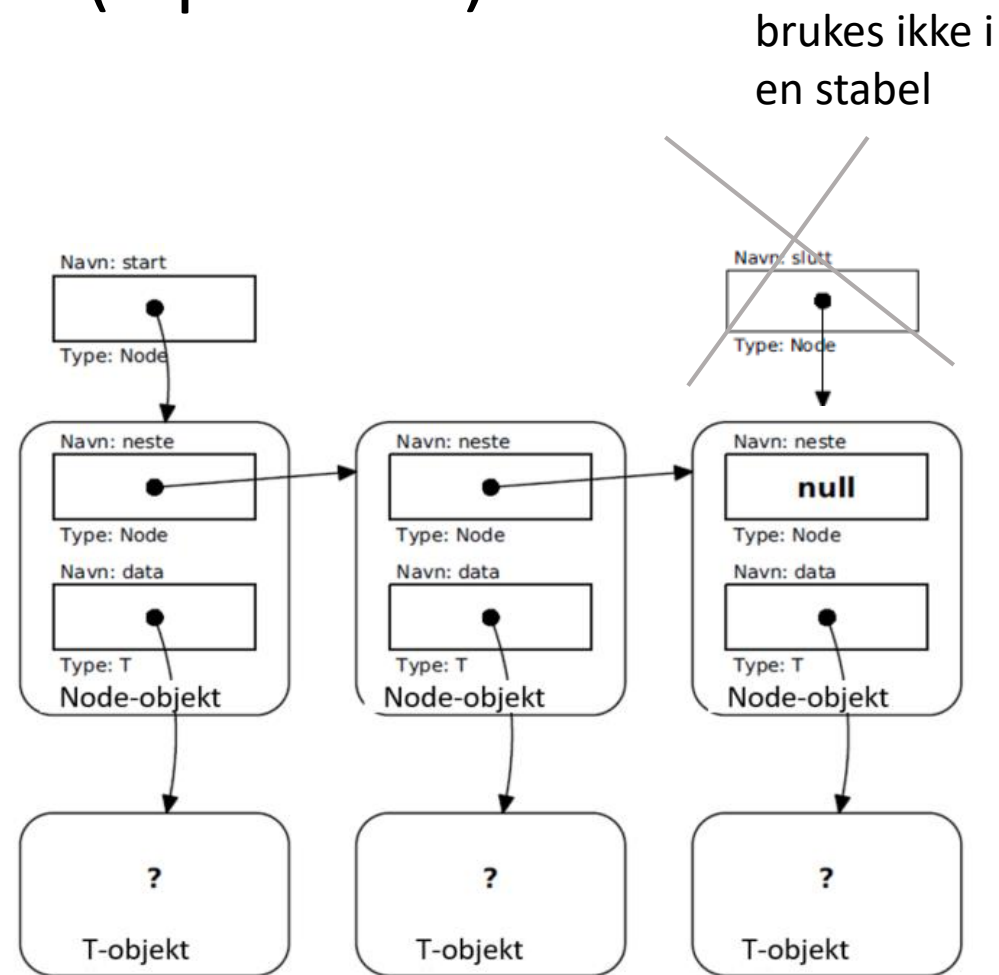 brukes ikke i
en stabel
Navn: start
Navn: slutt
Type: Node
Type: Node
Navn: neste
Navn: neste
Navn: neste
null
Type: Node
Type: Node
Type: Node
Navn: data
Navn: data
Navn: data
Type: T
Type: T
Type: T
Node-objekt
Node-objekt
Node-objekt
?
?
?
T-objekt
T-objekt
T-objekt